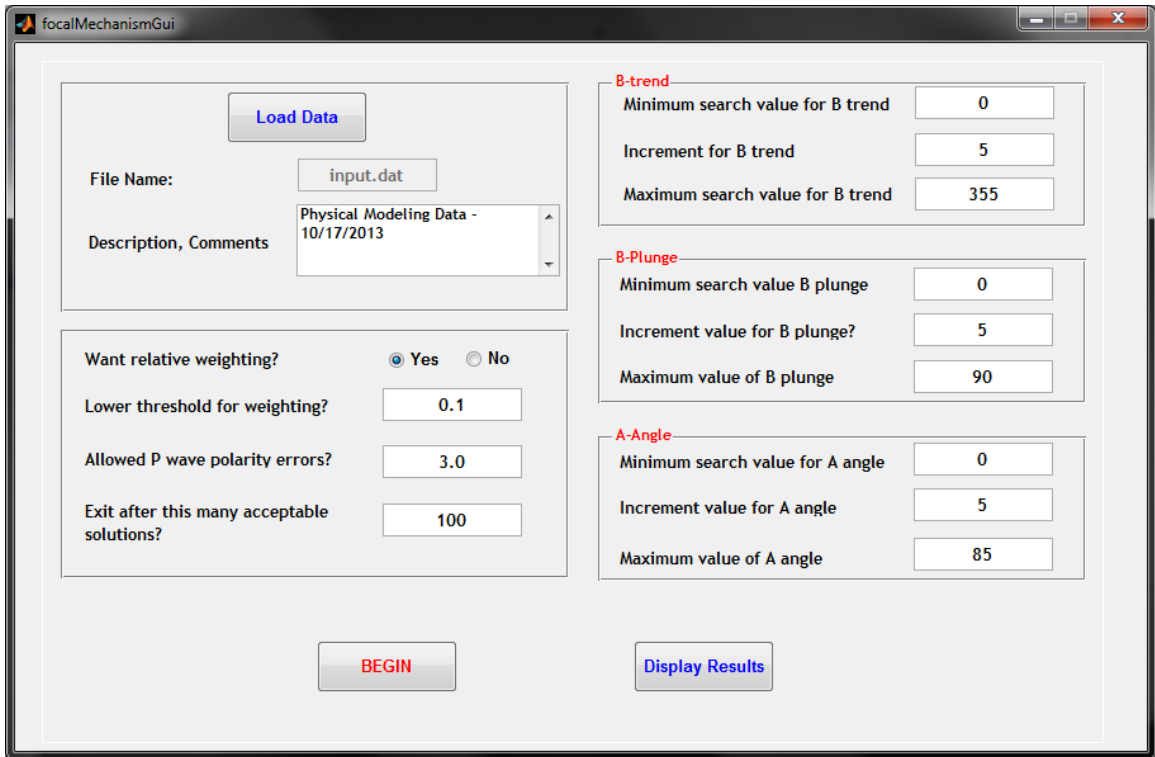 focalMechanismGui
Load Data
File Name:
input.dat
Description, Comments
Physical Modeling Data -
10/17/2013
Want relative weighting?
Yes
No
Lower threshold for weighting?
0.1
Allowed P wave polarity errors?
3.0
Exit after this many acceptable
solutions?
100
B-trend
Minimum search value for B trend
0
Increment for B trend
5
Maximum search value for B trend
355
B-Plunge
Minimum search value B plunge
0
Increment value for B plunge?
5
Maximum value of B plunge
90
A-Angle
Minimum search value for A angle
0
Increment value for A angle
5
Maximum value of A angle
85
BEGIN
Display Results